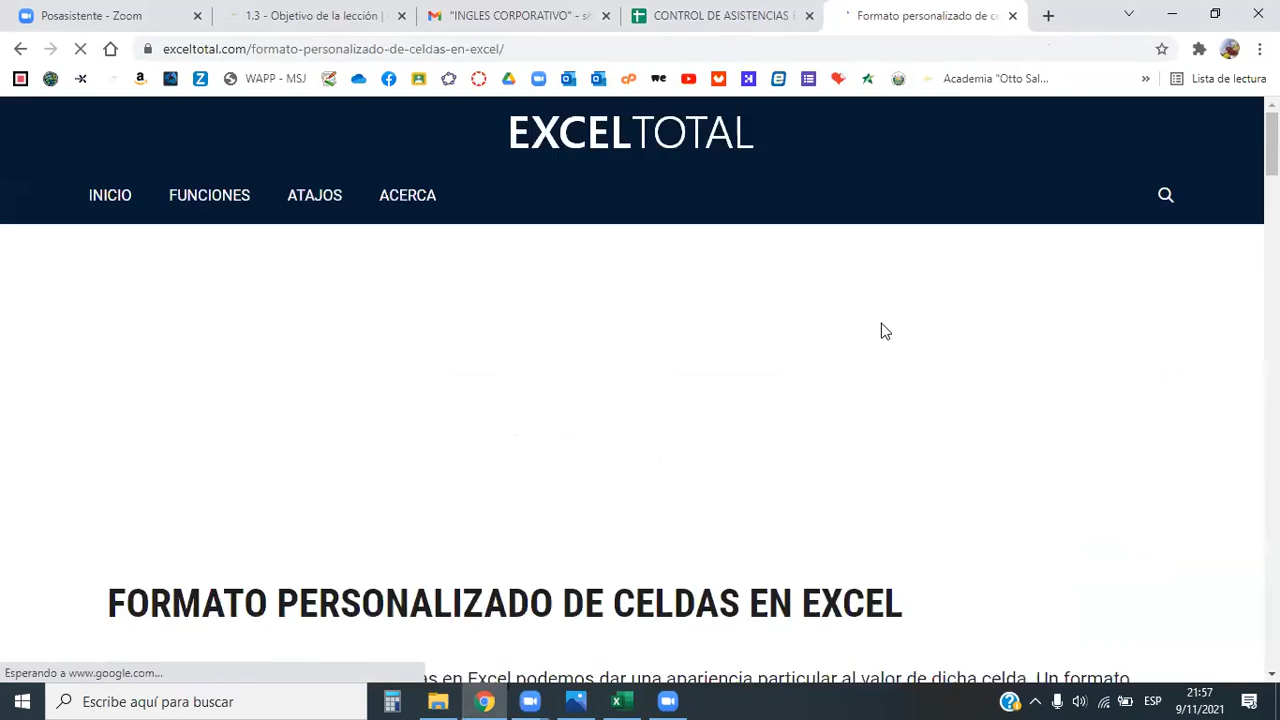 Posasistente - Zoom
1.3 - Objetivo de la lección |
"INGLES CORPORATIVO" - sh
CONTROL DE ASISTENCIAS E
Formato personalizado de ce
exceltotal.com/formato-personalizado-de-celdas-en-excel/
WAPP - MSJ
Academia "Otto Sal...
»
Lista de lectura
EXCELTOTAL
INICIO
FUNCIONES
ATAJOS
ACERCA
FORMATO PERSONALIZADO DE CELDAS EN EXCEL
as en Excel podemos dar una apariencia particular al valor de dicha celda. Un formato
Esperando a www.google.com...
Escribe aquí para buscar
ESP
21:57
9/11/2021